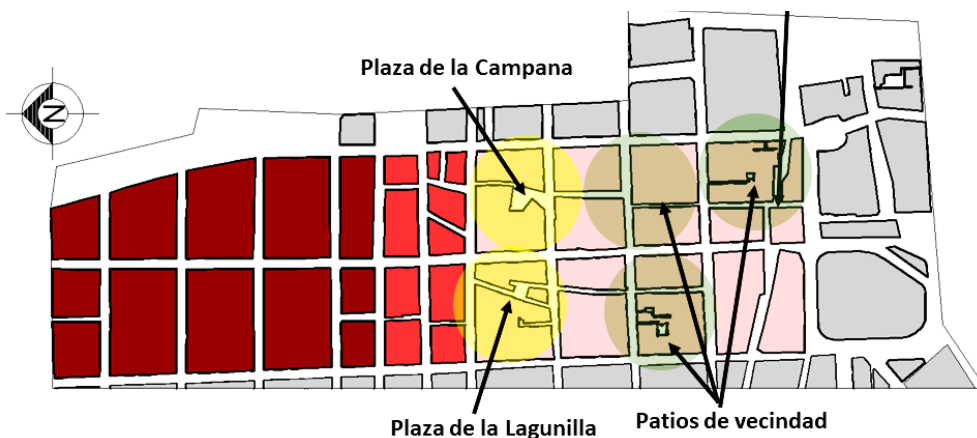 Plaza de la Campana
N
Plaza de la Lagunilla
Patios de vecindad